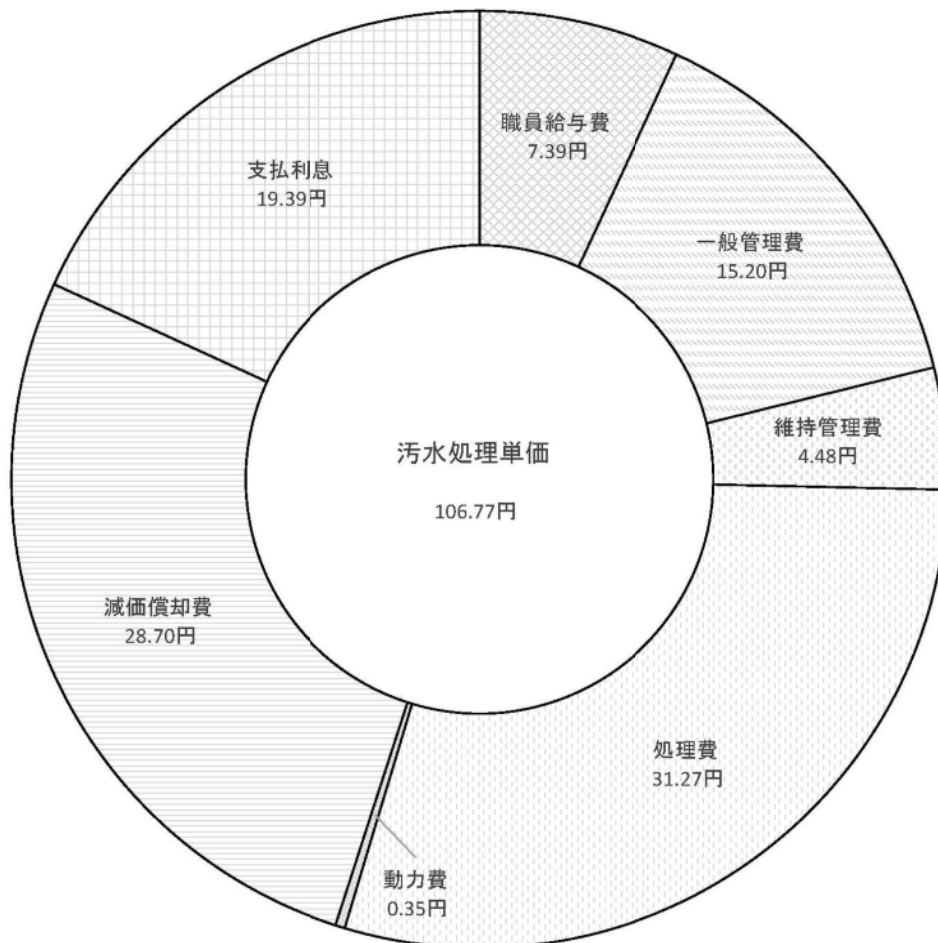 職員給与費
7.39円
一般管理費
15.20円
維持管理費
4.48円
処理費
31.27円
動力費
0.35円
減価償却費
28.70円
支払利息
19.39円
汚水処理単価
106.77円